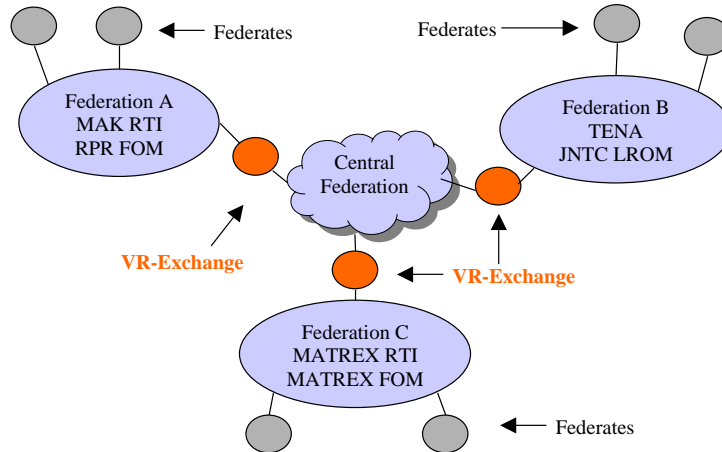 Federates
Federates
Federation A
MAK RTI
RPR FOM
Federation B
TENA
JNTC LROM
Central
Federation
VR-Exchange
VR-Exchange
Federation C
MATREX RTI
MATREX FOM
Federates